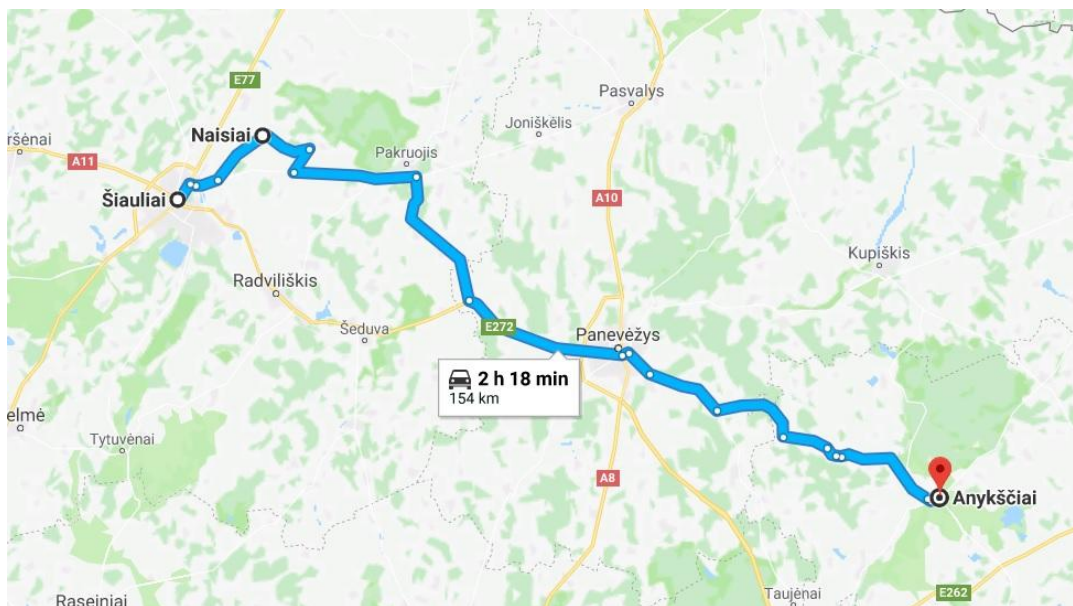 E77
Pasvalys
Naisiai
Joniškėlis
ršėnai
A11
Pakruojis
Šiauliai
A10
Kupiškis
Radviliškis
E272
Šeduva
Panevėžys
2 h 18 min
154 km
elmė
Tytuvėnai
A8
Anykščiai
Raseiniai
Taujėnai
E262